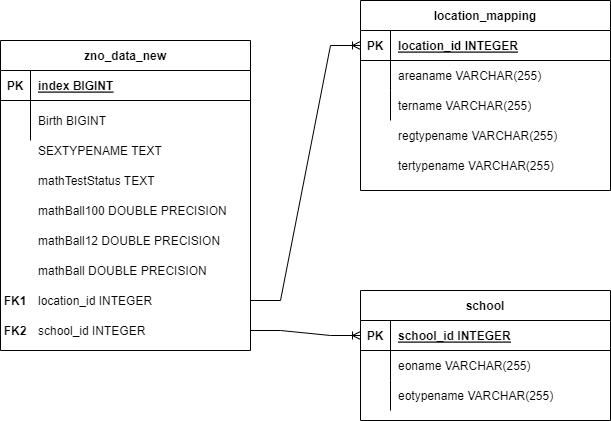 zno_data_new
PK index BIGINT
Birth BIGINT
SEXTYPENAME TEXT
mathTestStatus TEXT
mathBall100 DOUBLE PRECISION
mathBall12 DOUBLE PRECISION
mathBall DOUBLE PRECISION
FK1 location_id INTEGER
FK2 school_id INTEGER
location_mapping
PK location_id INTEGER
areaname VARCHAR(255)
tername VARCHAR(255)
regtypename VARCHAR(255)
tertypename VARCHAR(255)
school
PK school_id INTEGER
eoname VARCHAR(255)
eotypename VARCHAR(255)